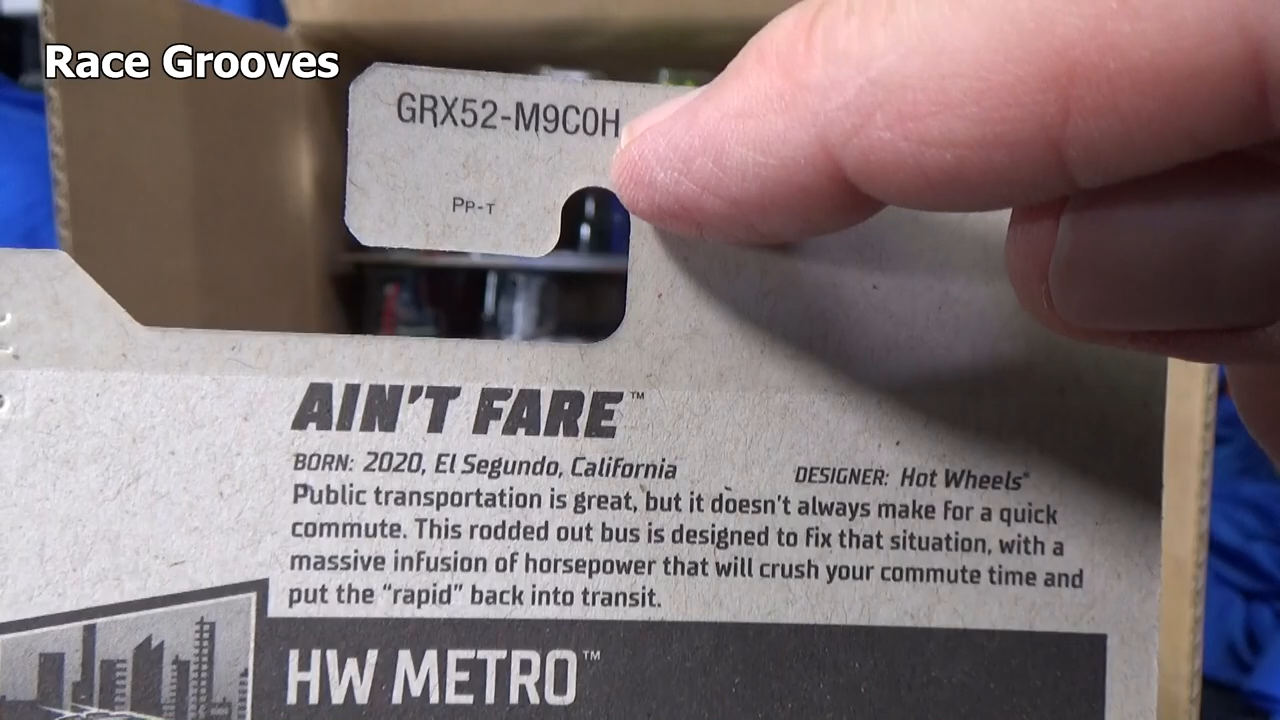 Race Grooves
GRX52-M9C0H
PP-T
AIN'T FARE™
BORN: 2020, El Segundo, California DESIGNER: Hot Wheels®
Public transportation is great, but it doesn't always make for a quick
commute. This rodded out bus is designed to fix that situation, with a
massive infusion of horsepower that will crush your commute time and
put the “rapid” back into transit.
HW METRO™